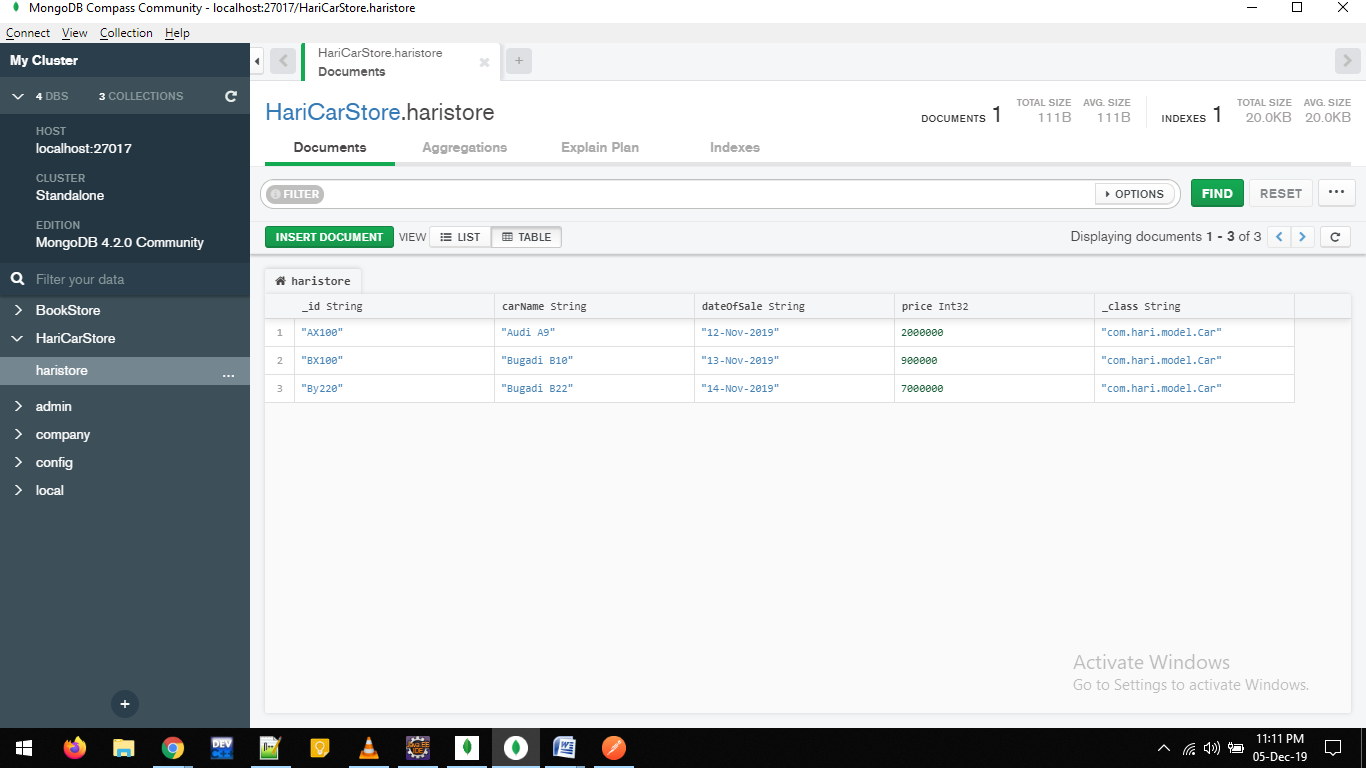 MongoDB Compass Community - localhost:27017/HariCarStore.haristore
Connect View Collection Help
My Cluster
4 DBS 3 COLLECTIONS
HOST
localhost:27017
CLUSTER
Standalone
EDITION
MongoDB 4.2.0 Community
Filter your data
BookStore
HariCarStore
haristore ...
admin
company
config
local
+
HariCarStore.haristore
Documents
+
HariCarStore.haristore
DOCUMENTS 1 TOTAL SIZE 111B AVG. SIZE 111B INDEXES 1 TOTAL SIZE 20.0KB AVG. SIZE 20.0KB
Documents Aggregations Explain Plan Indexes
FILTER OPTIONS FIND RESET ...
INSERT DOCUMENT VIEW LIST TABLE Displaying documents 1 - 3 of 3
haristore
_id String carName String dateOfSale String price Int32 _class String
1 "AX100" "Audi A9" "12-Nov-2019" 2000000 "com.hari.model.Car"
2 "BX100" "Bugadi B10" "13-Nov-2019" 900000 "com.hari.model.Car"
3 "By220" "Bugadi B22" "14-Nov-2019" 7000000 "com.hari.model.Car"
Activate Windows
Go to Settings to activate Windows.
DEV
11:11 PM
05-Dec-19